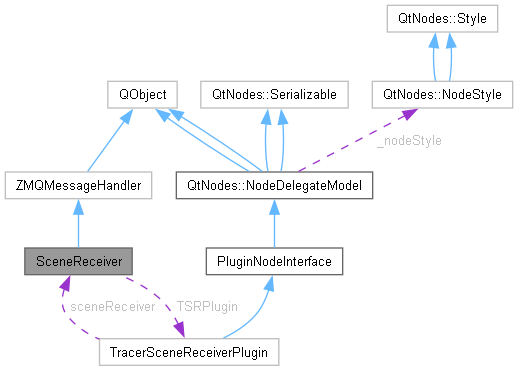 QtNodes::Style
QObject
QtNodes::Serializable
QtNodes::NodeStyle
_nodeStyle
ZMQMessageHandler
QtNodes::NodeDelegateModel
SceneReceiver
PluginNodeInterface
sceneReceiver
TSRPlugin
TracerSceneReceiverPlugin